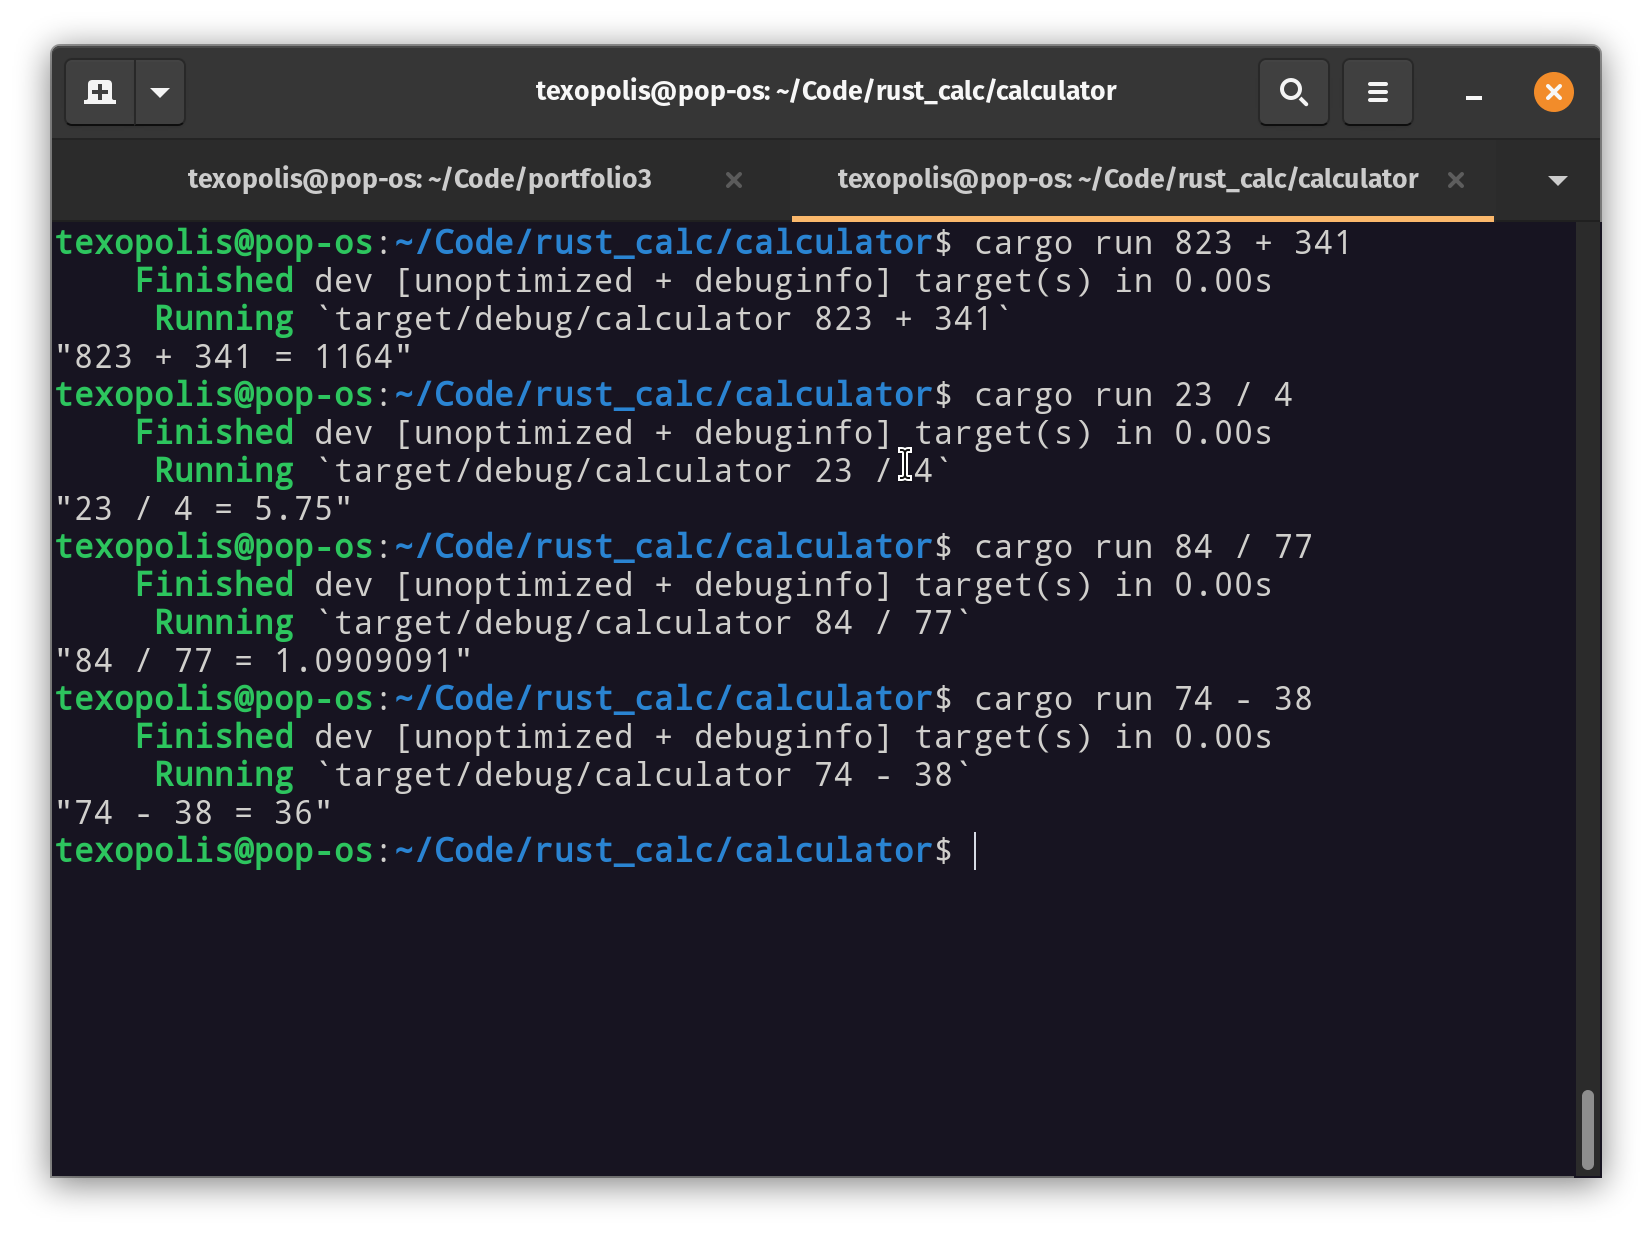 texopolis@pop-os: ~/Code/rust_calc/calculator
texopolis@pop-os: ~/Code/portfolio3
texopolis@pop-os: ~/Code/rust_calc/calculator
texopolis@pop-os:~/Code/rust_calc/calculator$ cargo run 823 + 341
    Finished dev [unoptimized + debuginfo] target(s) in 0.00s
     Running `target/debug/calculator 823 + 341`
"823 + 341 = 1164"
texopolis@pop-os:~/Code/rust_calc/calculator$ cargo run 23 / 4
    Finished dev [unoptimized + debuginfo] target(s) in 0.00s
     Running `target/debug/calculator 23 / 4`
"23 / 4 = 5.75"
texopolis@pop-os:~/Code/rust_calc/calculator$ cargo run 84 / 77
    Finished dev [unoptimized + debuginfo] target(s) in 0.00s
     Running `target/debug/calculator 84 / 77`
"84 / 77 = 1.0909091"
texopolis@pop-os:~/Code/rust_calc/calculator$ cargo run 74 - 38
    Finished dev [unoptimized + debuginfo] target(s) in 0.00s
     Running `target/debug/calculator 74 - 38`
"74 - 38 = 36"
texopolis@pop-os:~/Code/rust_calc/calculator$